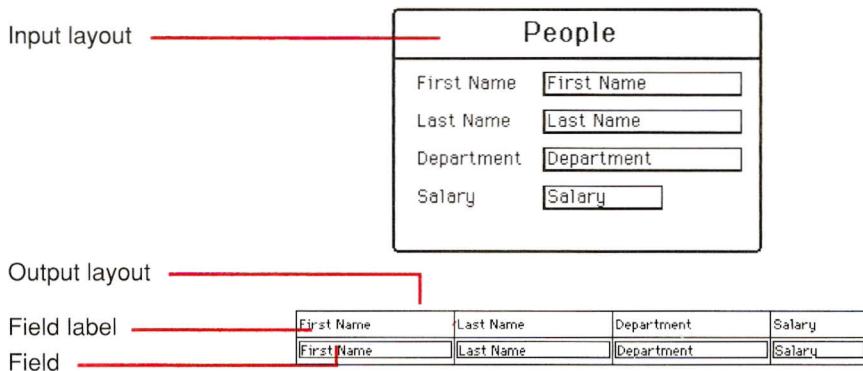 Input layout
People
First Name First Name
Last Name Last Name
Department Department
Salary Salary
Output layout
Field label
First Name Last Name Department Salary
Field
First Name Last Name Department Salary